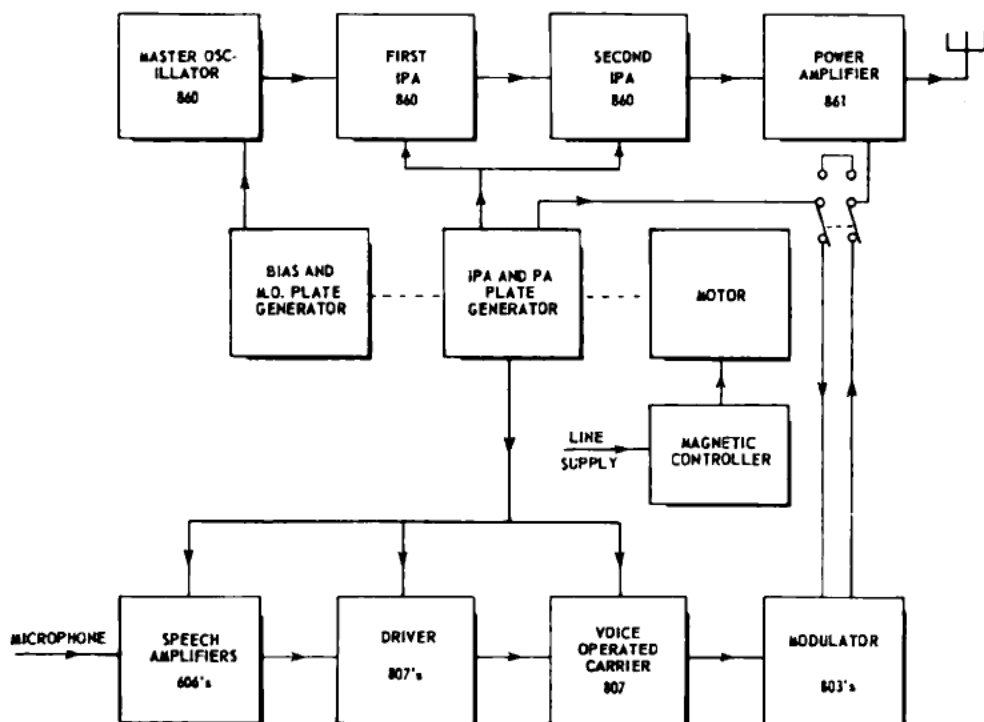 MASTER OSC-
ILLATOR
860
FIRST
IPA
860
SECOND
IPA
860
POWER
AMPLIFIER
861
BIAS AND
M.O. PLATE
GENERATOR
IPA AND PA
PLATE
GENERATOR
MOTOR
LINE
SUPPLY
MAGNETIC
CONTROLLER
MICROPHONE
SPEECH
AMPLIFIERS
606's
DRIVER
807's
VOICE
OPERATED
CARRIER
807
MODULATOR
803's